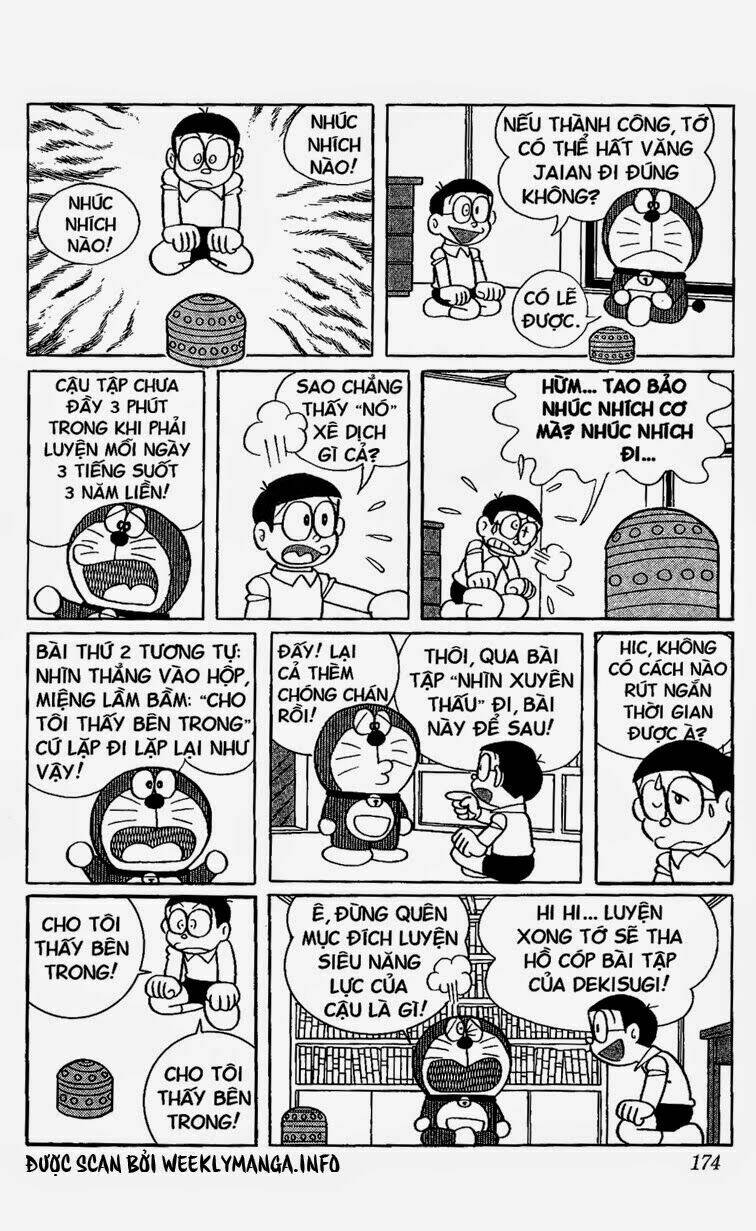 NHÚC
NHÍCH
NÀO!
NHÚC
NHÍCH
NÀO!
NẾU THÀNH CÔNG, TỚ
CÓ THỂ HẤT VĂNG
JAIAN ĐI ĐÚNG
KHÔNG?
CÓ LẼ
ĐƯỢC.
CẬU TẬP CHƯA
ĐẦY 3 PHÚT
TRONG KHI PHẢI
LUYỆN MỖI NGÀY
3 TIẾNG SUỐT
3 NĂM LIỀN!
SAO CHẲNG
THẤY "NÓ"
XÊ DỊCH
GÌ CẢ?
HỪM... TAO BẢO
NHÚC NHÍCH CƠ
MÀ? NHÚC NHÍCH
ĐI...
BÀI THỨ 2 TƯƠNG TỰ:
NHÌN THẲNG VÀO HỘP,
MIỆNG LẦM BẦM: "CHO
TÔI THẤY BÊN TRONG"
CỨ LẶP ĐI LẶP LẠI NHƯ
VẬY!
ĐẤY! LẠI
CẢ THÈM
CHÓNG CHÁN
RỒI!
THÔI, QUA BÀI
TẬP "NHÌN XUYÊN
THẤU" ĐI, BÀI
NÀY ĐỂ SAU!
HIC, KHÔNG
CÓ CÁCH NÀO
RÚT NGẮN
THỜI GIAN
ĐƯỢC À?
CHO TÔI
THẤY BÊN
TRONG!
CHO TÔI
THẤY BÊN
TRONG!
Ê, ĐỪNG QUÊN
MỤC ĐÍCH LUYỆN
SIÊU NĂNG
LỰC CỦA
CẬU LÀ GÌ!
HI HI... LUYỆN
XONG TỚ SẼ THA
HỒ CÓP BÀI TẬP
CỦA DEKISUGI!
ĐƯỢC SCAN BỞI WEEKLYMANGA.INFO
174